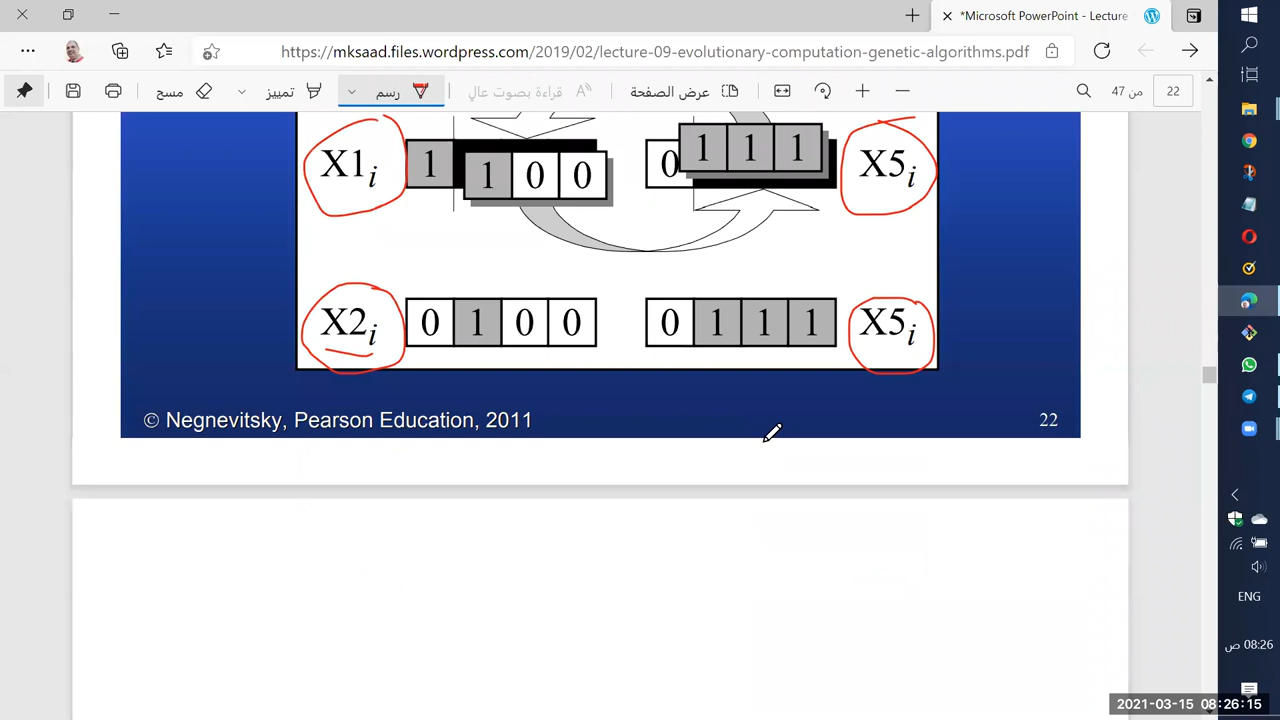 *Microsoft PowerPoint - Lecture
https://mksaad.files.wordpress.com/2019/02/lecture-09-evolutionary-computation-genetic-algorithms.pdf
مسح
تمييز
رسم
قراءة بصوت عالٍ
عرض الصفحة
47 من
22
X1i 1 1 0 0 0 1 1 1 X5i
X2i 0 1 0 0 0 1 1 1 X5i
© Negnevitsky, Pearson Education, 2011
22
ENG
08:26 ص
2021-03-15 08:26:15